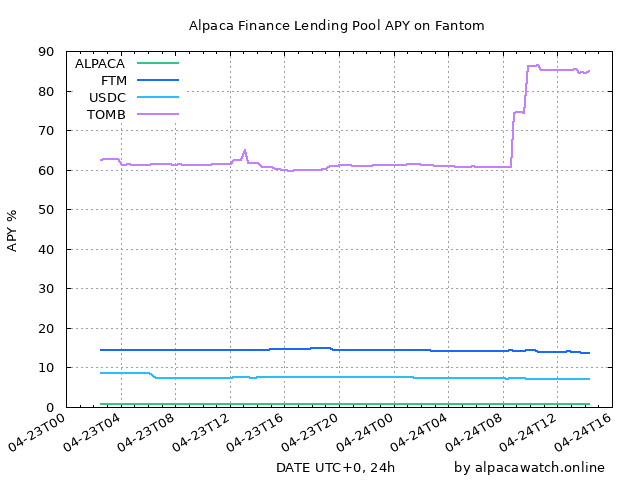 Alpaca Finance Lending Pool APY on Fantom
ALPACA
FTM
USDC
TOMB
APY %
90
80
70
60
50
40
30
20
10
0
04-23T00
04-23T04
04-23T08
04-23T12
04-23T16
04-23T20
04-24T00
04-24T04
04-24T08
04-24T12
04-24T16
DATE UTC+0, 24h
by alpacawatch.online